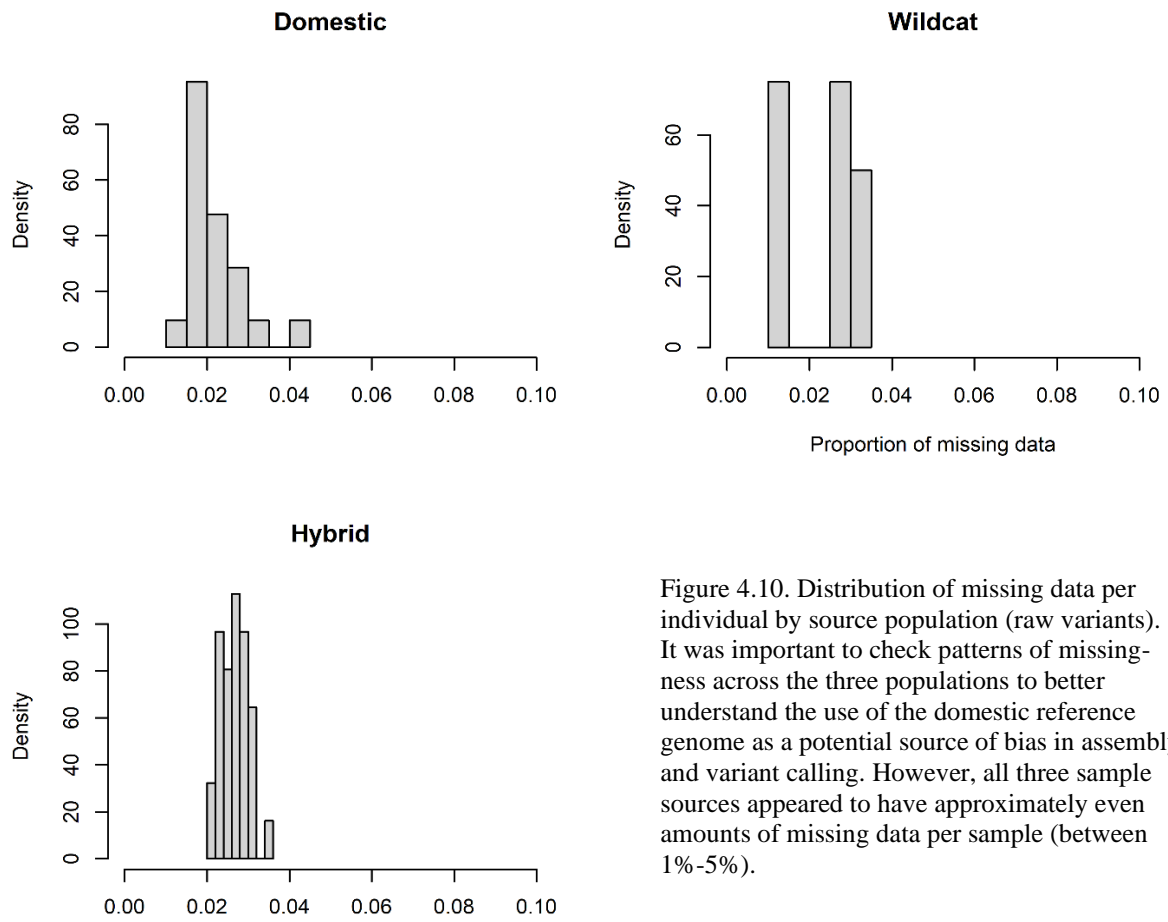 Domestic
Density
80
60
40
20
0
0.00 0.02 0.04 0.06 0.08 0.10
Wildcat
Density
60
40
20
0
0.00 0.02 0.04 0.06 0.08 0.10
Proportion of missing data
Hybrid
Density
100
80
60
40
20
0
0.00 0.02 0.04 0.06 0.08 0.10
Figure 4.10. Distribution of missing data per
individual by source population (raw variants).
It was important to check patterns of missing-
ness across the three populations to better
understand the use of the domestic reference
genome as a potential source of bias in assembl
and variant calling. However, all three sample
sources appeared to have approximately even
amounts of missing data per sample (between
1%-5%).